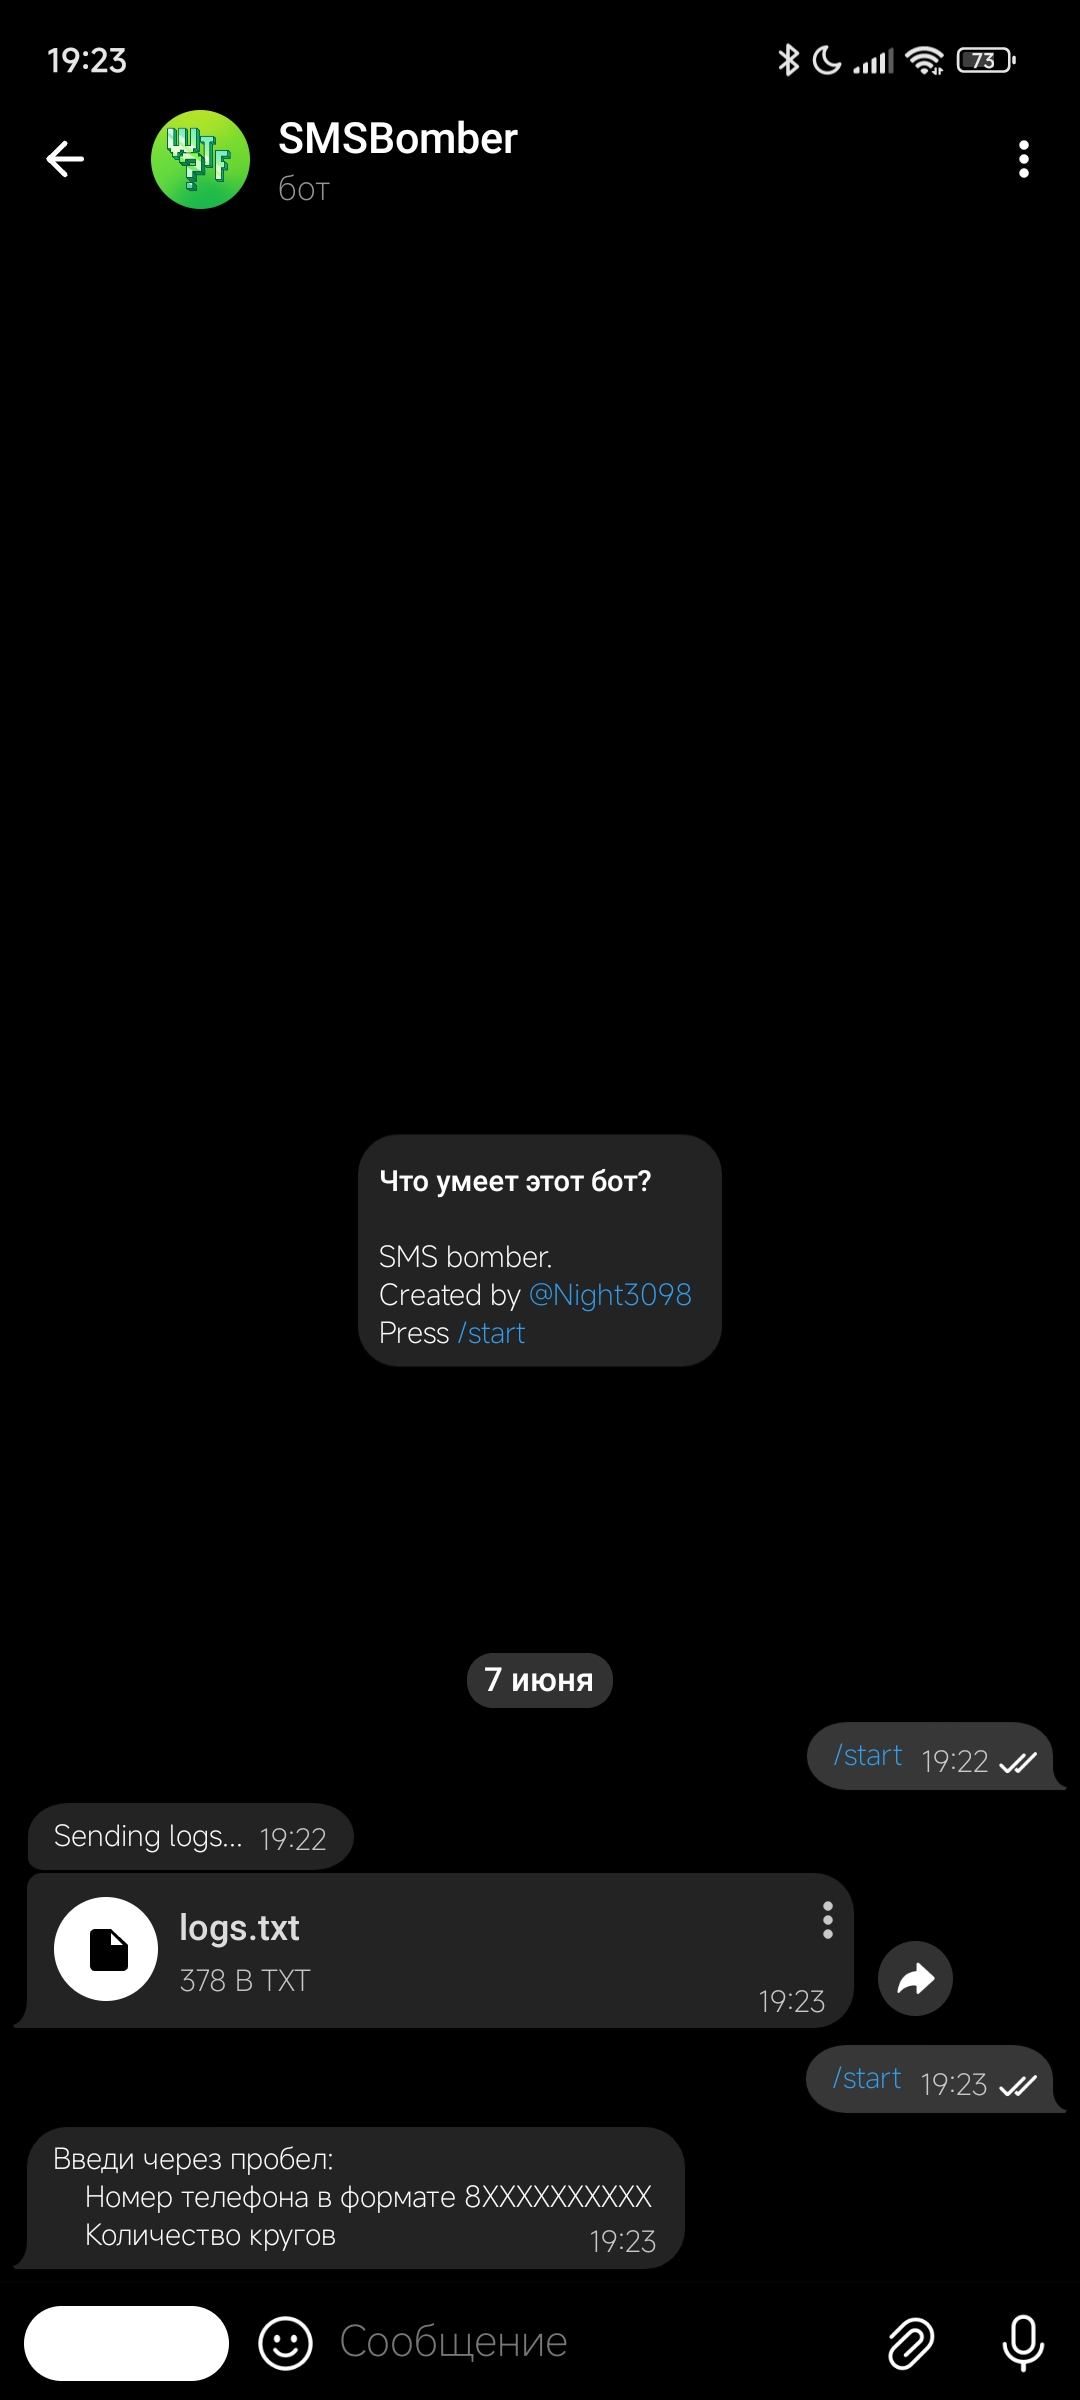 19:23
73
SMSBomber
бот
WTF?
Что умеет этот бот?
SMS bomber.
Created by @Night3098
Press /start
7 июня
/start 19:22
Sending logs... 19:22
logs.txt
378 B TXT
19:23
/start 19:23
Введи через пробел:
Номер телефона в формате 8XXXXXXXXXX
Количество кругов 19:23
Сообщение